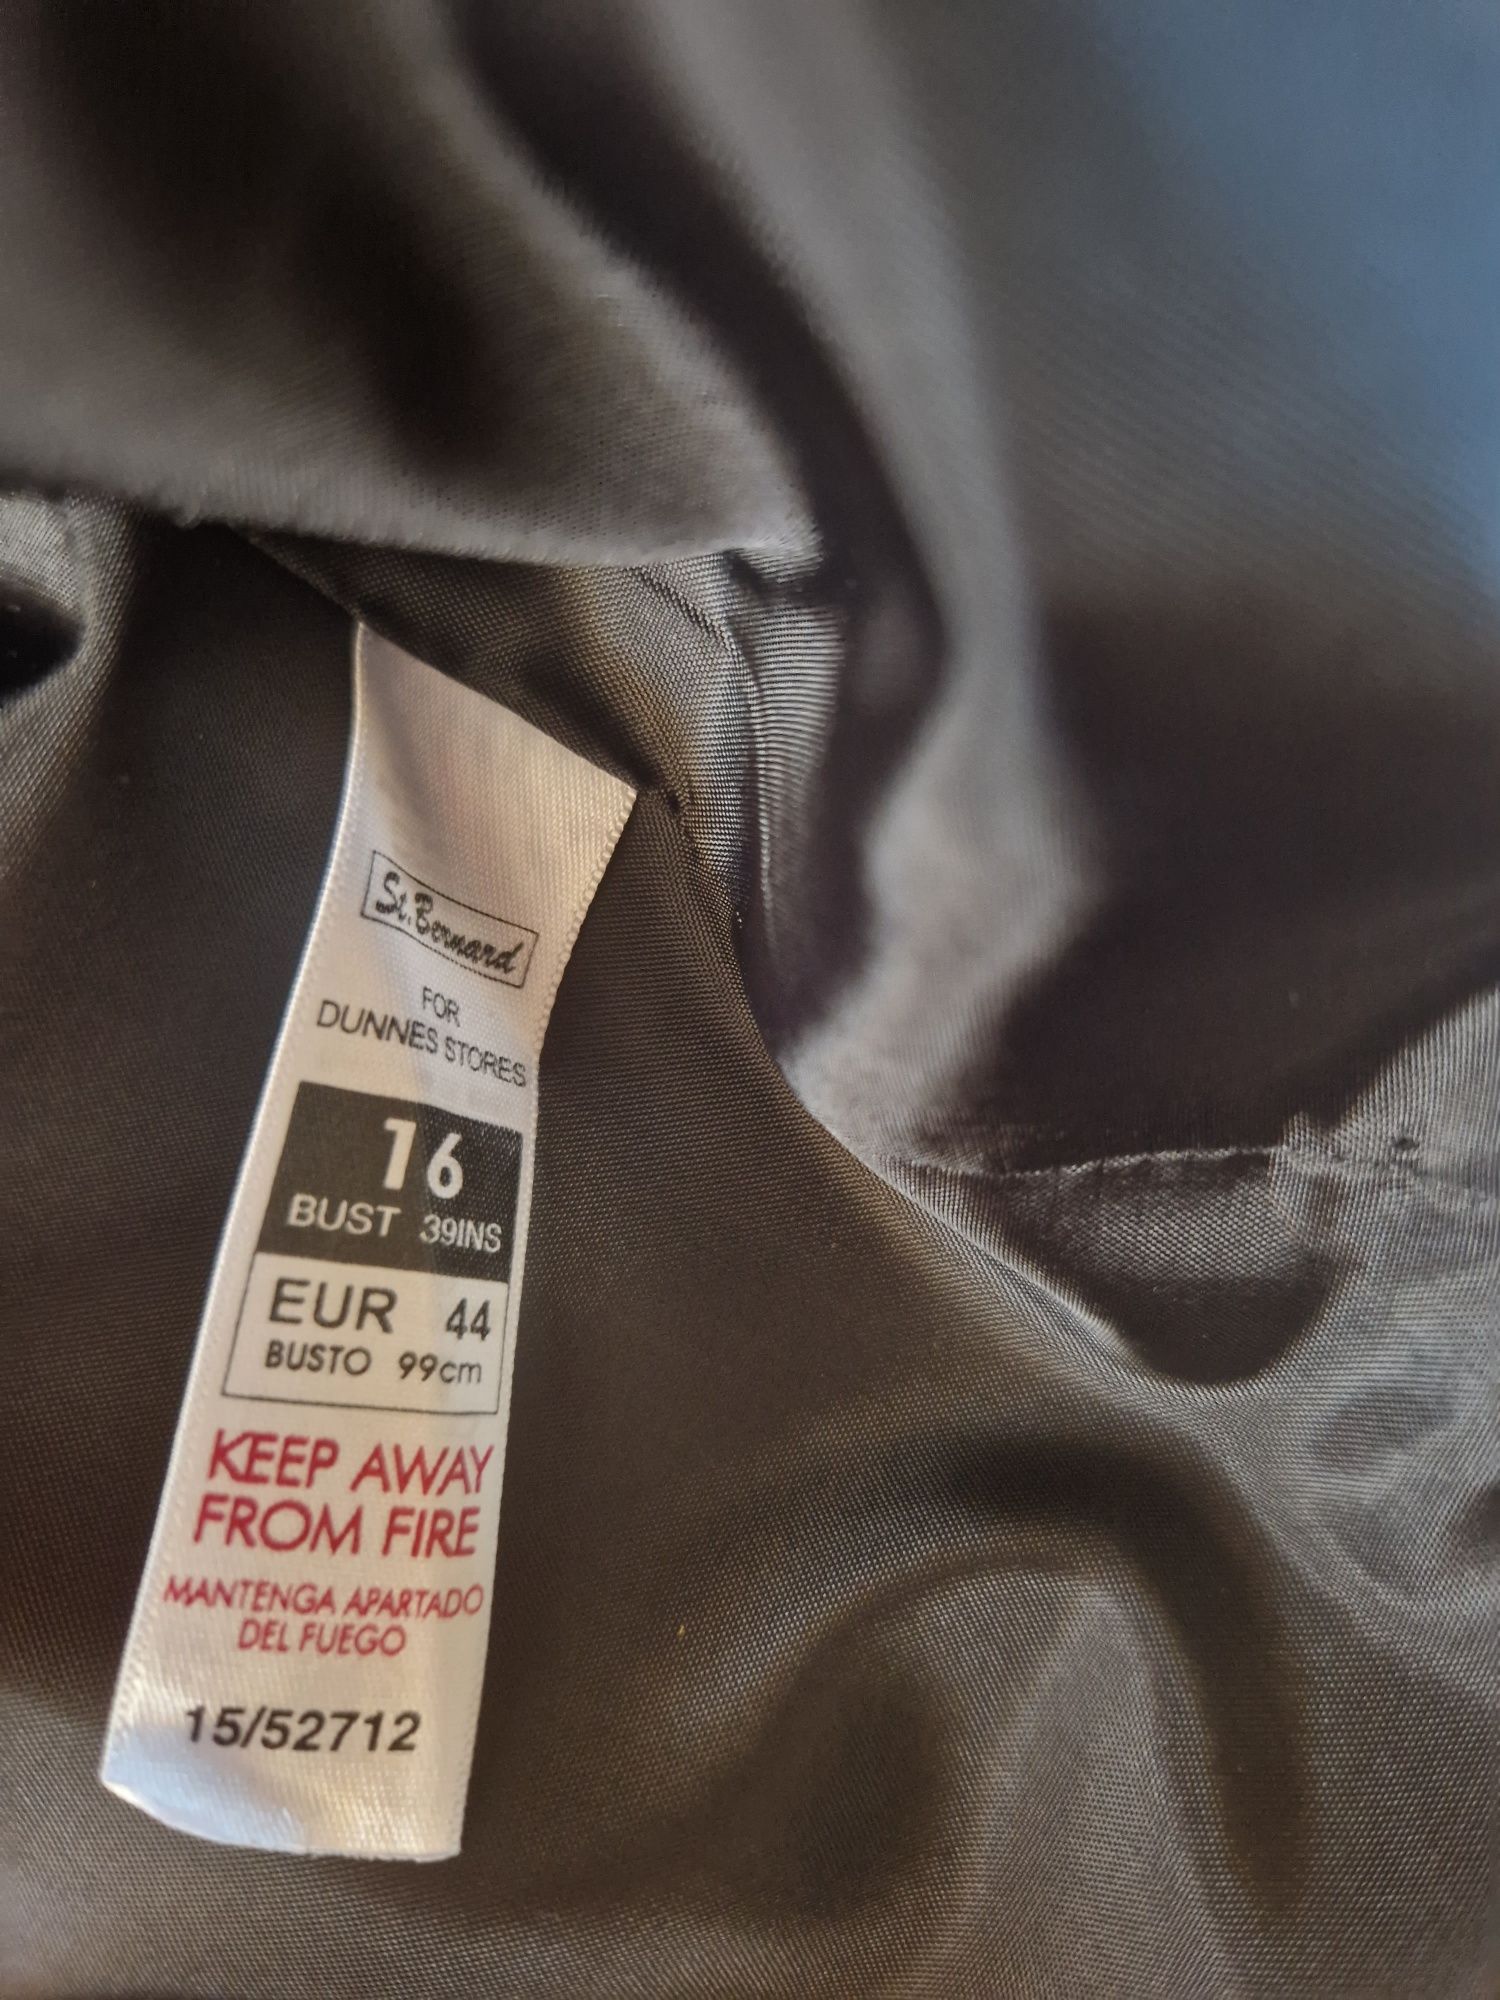 St.Bernard
FOR
DUNNES STORES
16
BUST 39INS
EUR 44
BUSTO 99cm
KEEP AWAY
FROM FIRE
MANTENGA APARTADO
DEL FUEGO
15/52712